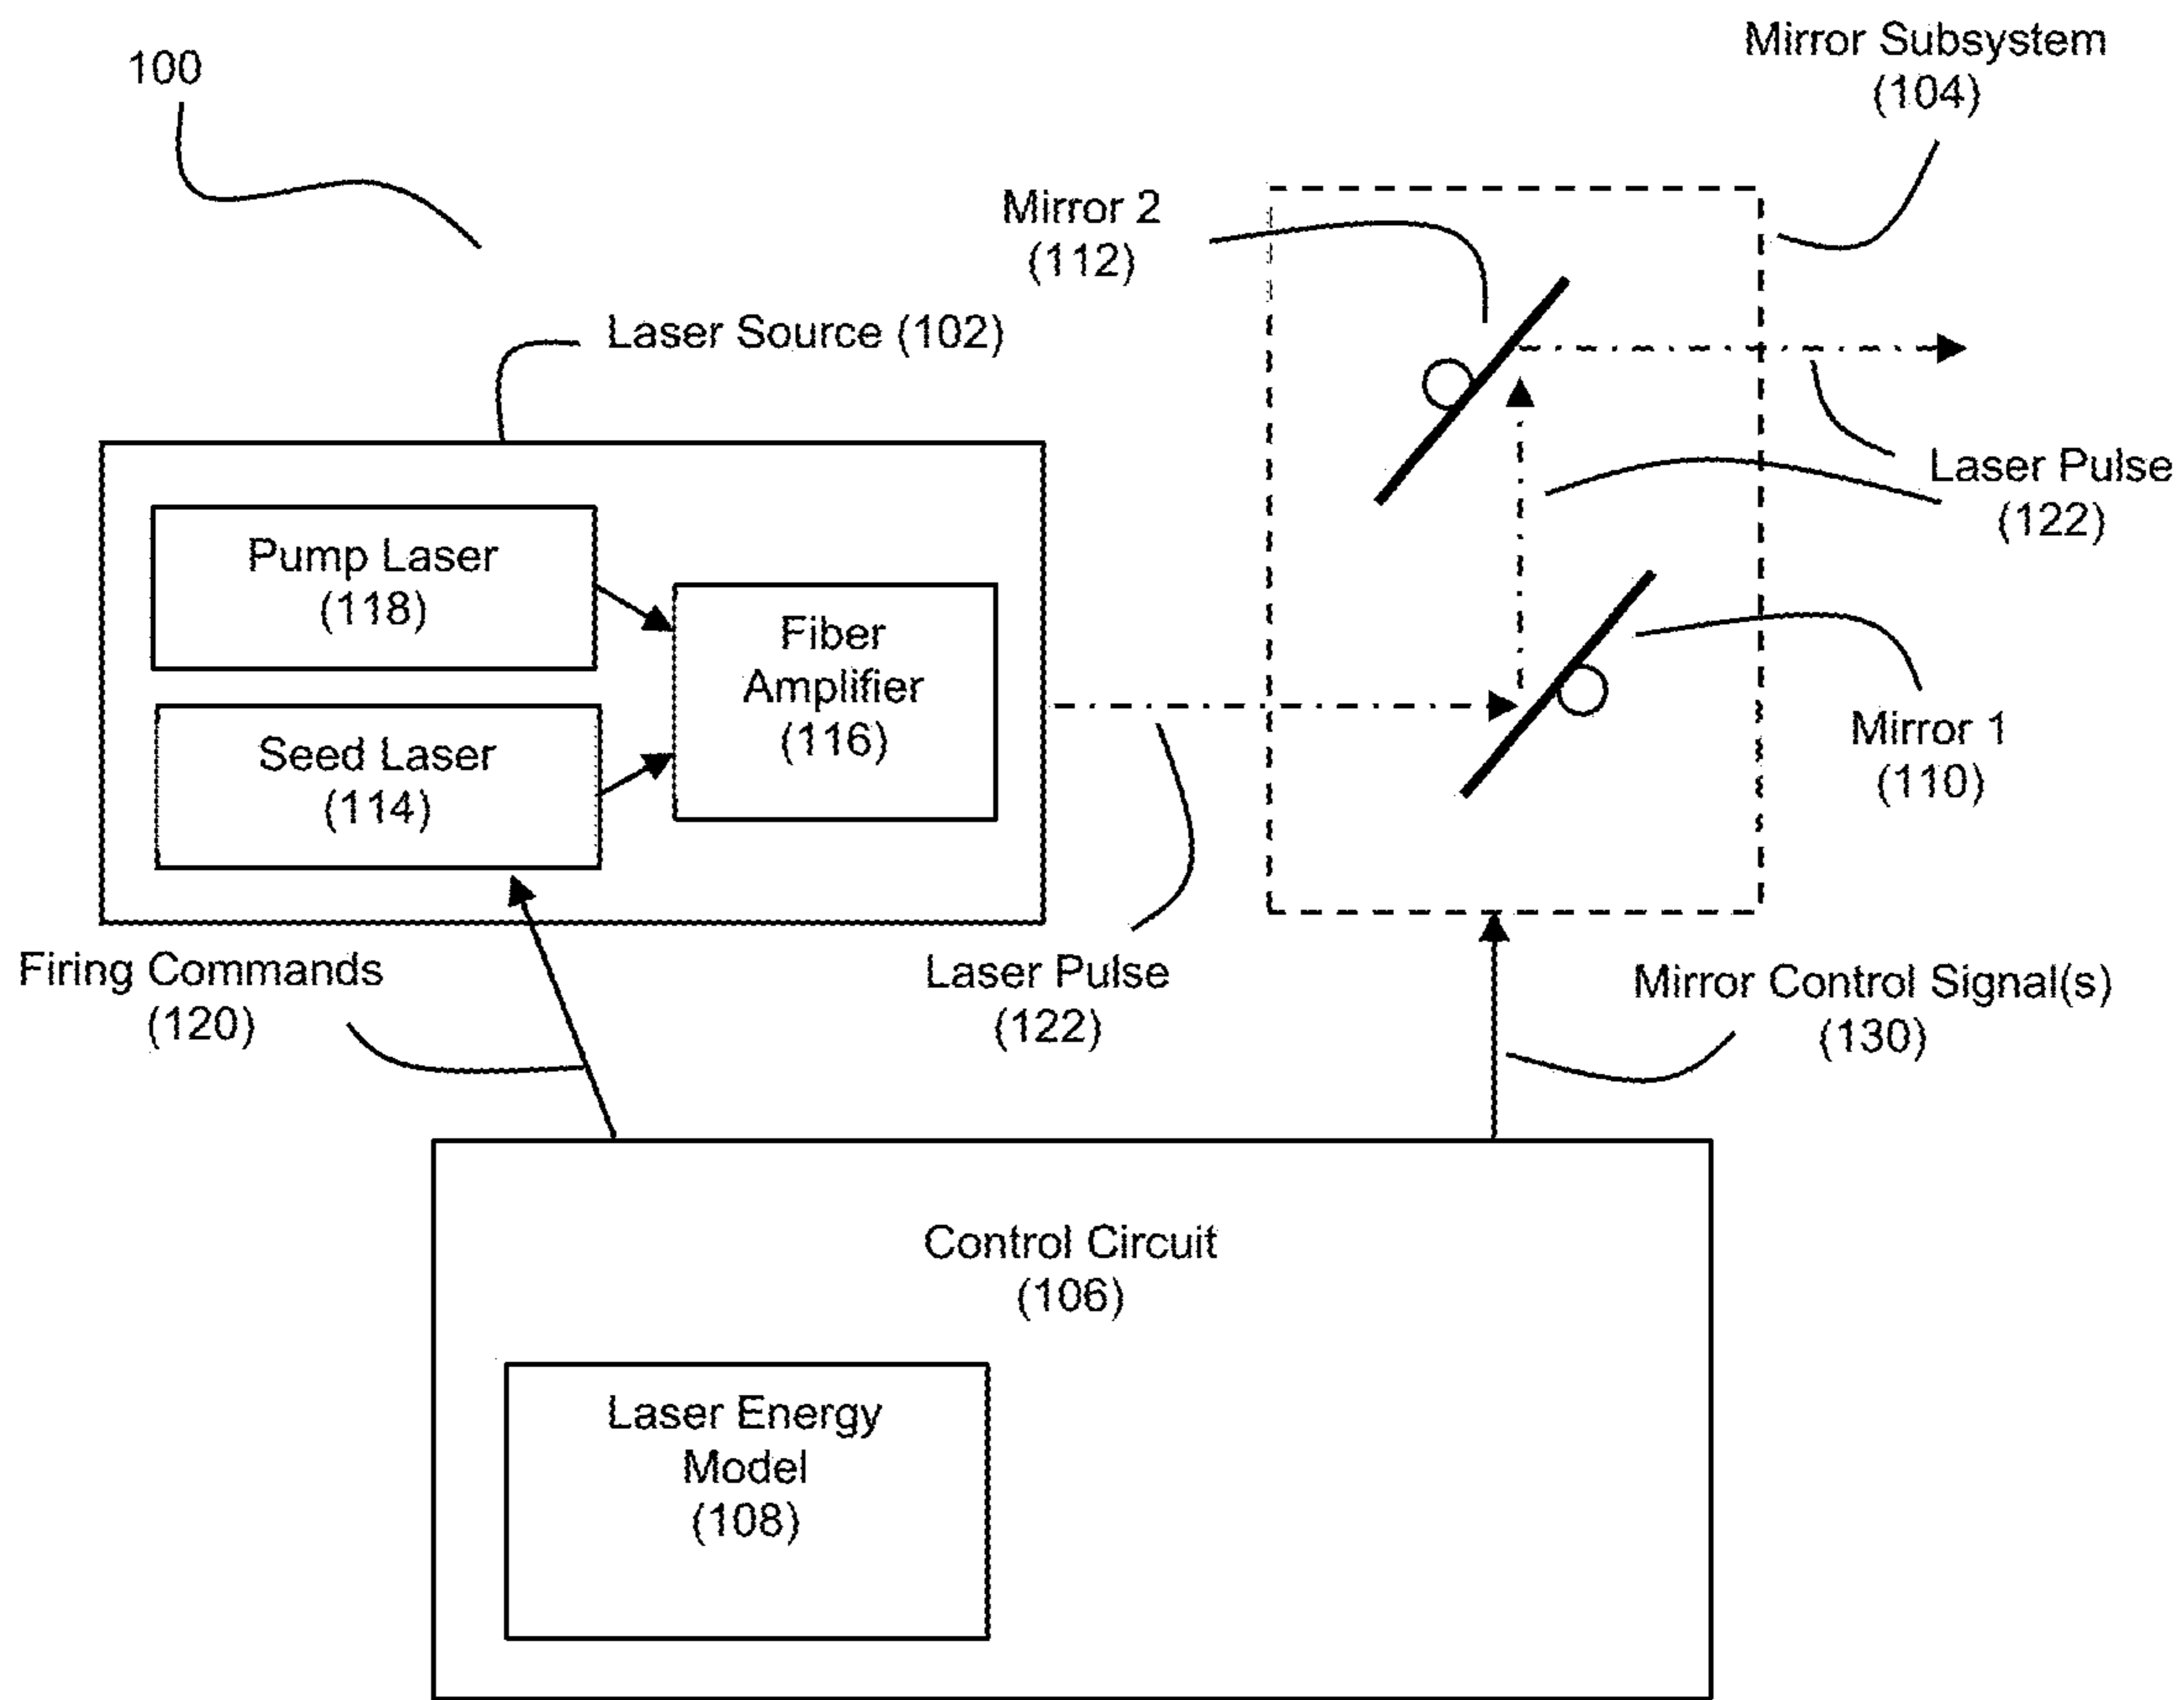 100
Mirror Subsystem
(104)
Mirror 2
(112)
Laser Source (102)
Laser Pulse
(122)
Pump Laser
(118)
Fiber
Amplifier
(116)
Seed Laser
(114)
Mirror 1
(110)
Firing Commands
(120)
Laser Pulse
(122)
Mirror Control Signal(s)
(130)
Control Circuit
(106)
Laser Energy
Model
(108)